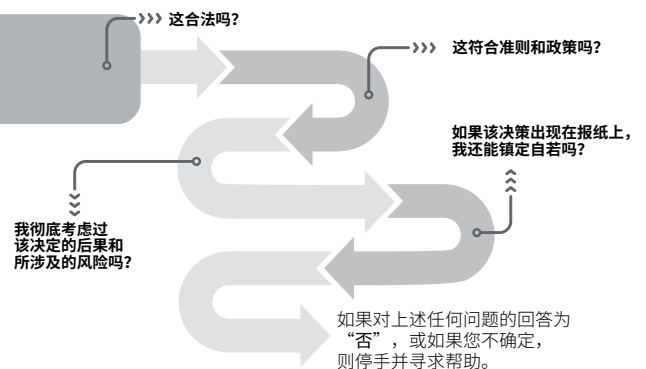 这合法吗？
这符合准则和政策吗？
如果该决策出现在报纸上，
我还能镇定自若吗？
我彻底考虑过
该决定的后果和
所涉及的风险吗？
如果对上述任何问题的回答为
“否”，或如果您不确定，
则停手并寻求帮助。